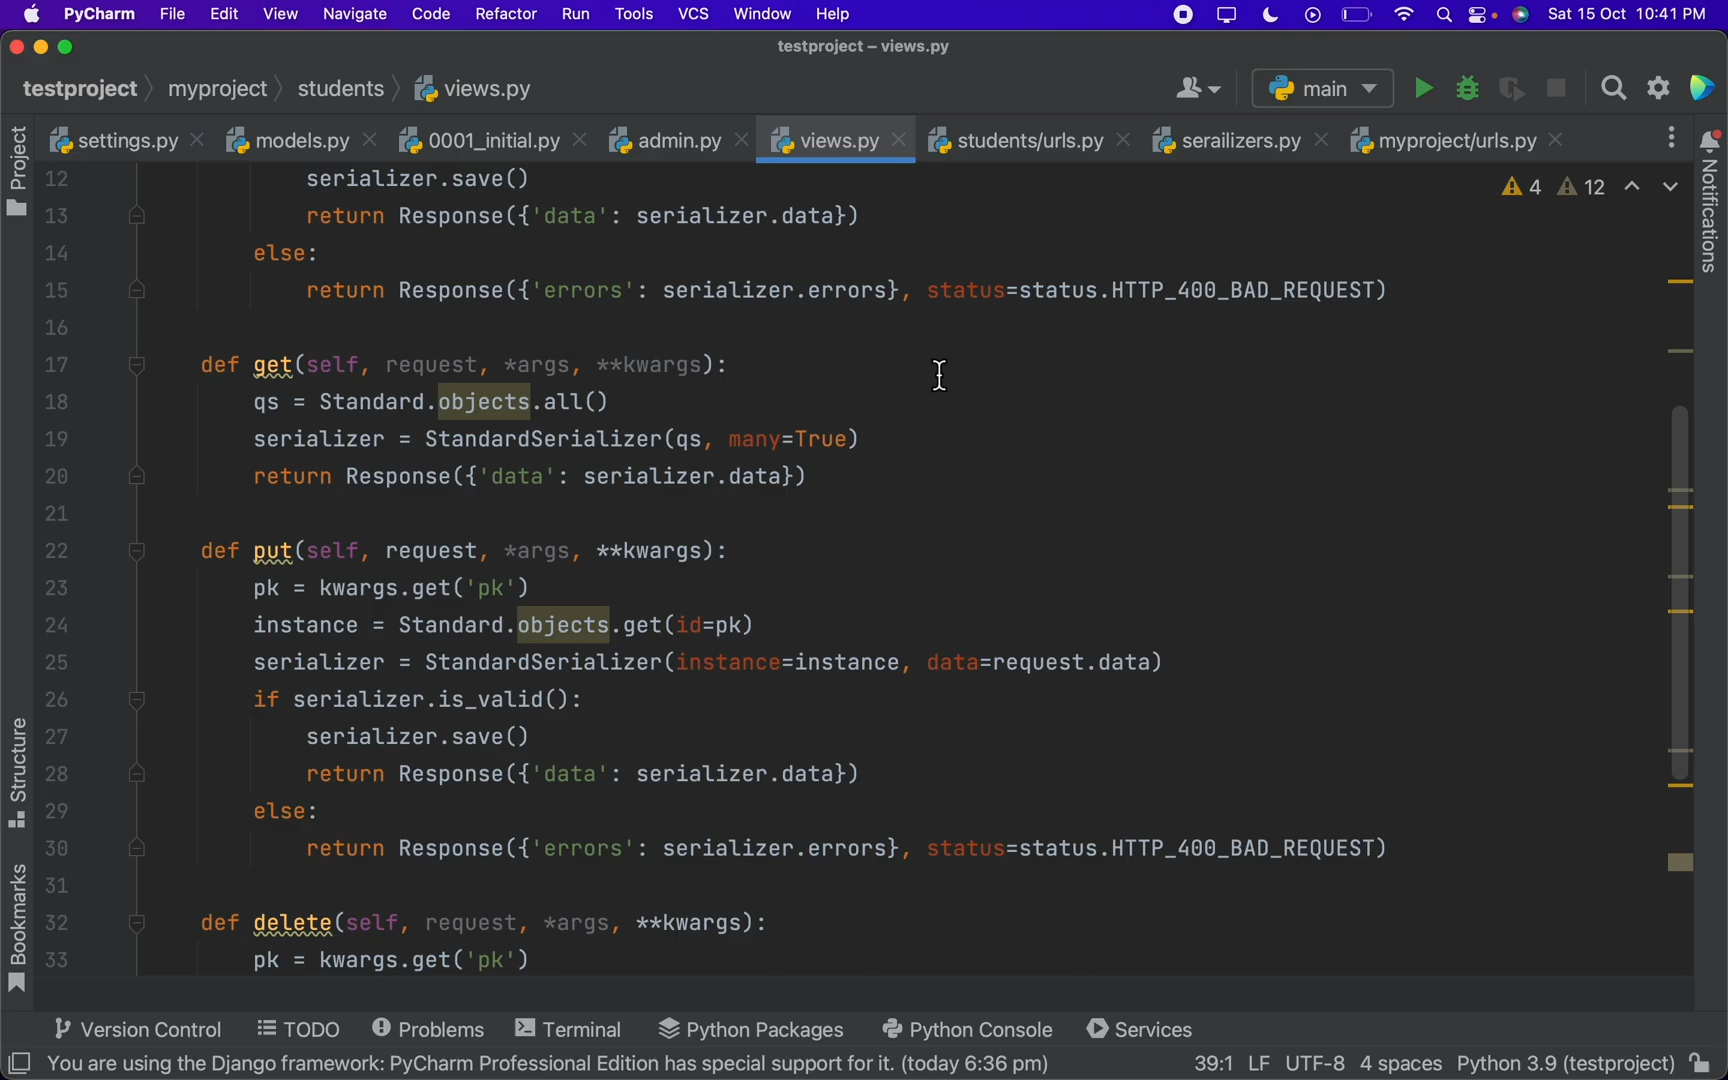 PyCharm File Edit View Navigate Code Refactor Run Tools VCS Window Help Sat 15 Oct 10:41 PM
testproject – views.py
testproject myproject students views.py main
settings.py models.py 0001_initial.py admin.py views.py students/urls.py serailizers.py myproject/urls.py
Project
Notifications
4 12
12 serializer.save()
13 return Response({'data': serializer.data})
14 else:
15 return Response({'errors': serializer.errors}, status=status.HTTP_400_BAD_REQUEST)
16
17 def get(self, request, *args, **kwargs):
18 qs = Standard.objects.all()
19 serializer = StandardSerializer(qs, many=True)
20 return Response({'data': serializer.data})
21
22 def put(self, request, *args, **kwargs):
23 pk = kwargs.get('pk')
24 instance = Standard.objects.get(id=pk)
25 serializer = StandardSerializer(instance=instance, data=request.data)
26 if serializer.is_valid():
27 serializer.save()
28 return Response({'data': serializer.data})
29 else:
30 return Response({'errors': serializer.errors}, status=status.HTTP_400_BAD_REQUEST)
31
32 def delete(self, request, *args, **kwargs):
33 pk = kwargs.get('pk')
Structure
Bookmarks
Version Control TODO Problems Terminal Python Packages Python Console Services
You are using the Django framework: PyCharm Professional Edition has special support for it. (today 6:36 pm) 39:1 LF UTF-8 4 spaces Python 3.9 (testproject)